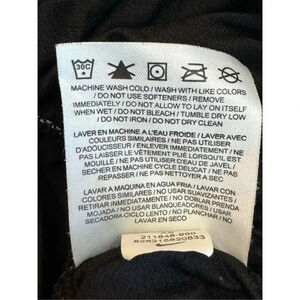 30C
MACHINE WASH COLD / WASH WITH LIKE COLORS
/ DO NOT USE SOFTENERS / REMOVE
IMMEDIATELY / DO NOT ALLOW TO LAY ON ITSELF
WHEN WET / DO NOT BLEACH / TUMBLE DRY LOW
/ DO NOT IRON / DO NOT DRY CLEAN
LAVER EN MACHINE A L'EAU FROIDE / LAVER AVEC
COULEURS SIMILAIRES / NE PAS UTILISER
D'ADOUCISSEUR / ENLEVER IMMEDIATEMENT / NE
PAS LAISSER LE VÊTEMENT PLIÉ LORSQU'IL EST
MOUILLÉ / NE PAS UTILISER D'EAU DE JAVEL /
SECHER EN MACHINE CYCLE DELICAT / NE PAS
REPASSER / NE PAS NETTOYER A SEC
LAVAR A MAQUINA EN AGUA FRIA / LAVAR CON
COLORES SIMILARES / NO USAR SUAVIZANTES /
RETIRAR INMEDIATAMENTE / NO DOBLAR PRENDA
MOJADA / NO USAR BLANQUEADOR / USAR
SECADORA CICLO LENTO / NO PLANCHAR / NO
LAVAR EN SECO